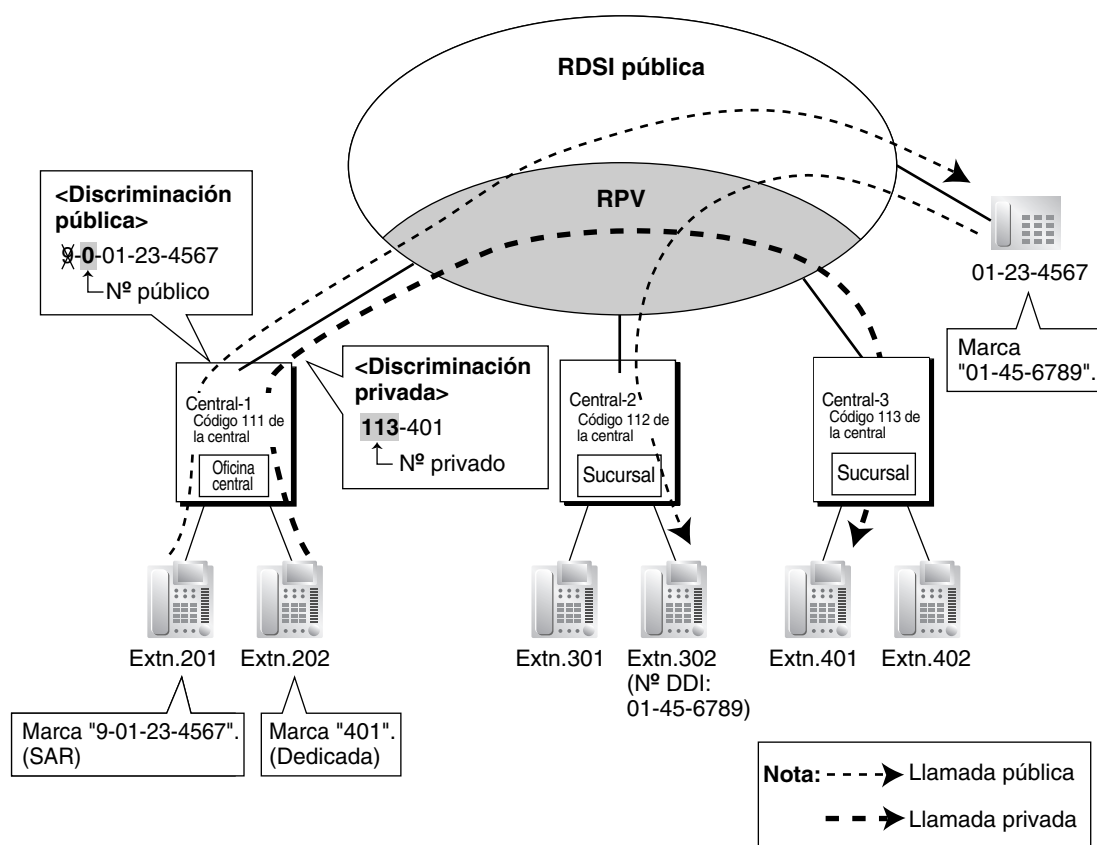 RDSI pública
RPV
<Discriminación
pública>
9-0-01-23-4567
Nº público
01-23-4567
Marca
"01-45-6789".
<Discriminación
privada>
113-401
Nº privado
Central-1
Código 111 de
la central
Oficina
central
Central-2
Código 112 de
la central
Sucursal
Central-3
Código 113 de
la central
Sucursal
Extn.201
Extn.202
Extn.301
Extn.302
(Nº DDI:
01-45-6789)
Extn.401
Extn.402
Marca "9-01-23-4567".
(SAR)
Marca "401".
(Dedicada)
Nota:
Llamada pública
Llamada privada